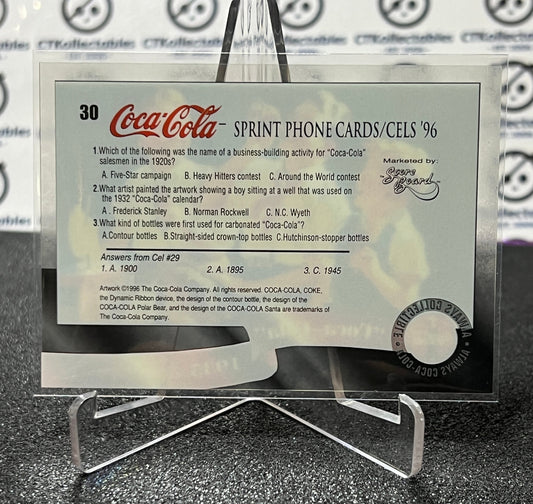 CTKollectables CTKollectables CTKollectables
30 Coca-Cola™ SPRINT PHONE CARDS/CELS '96
1.Which of the following was the name of a business-building activity for "Coca-Cola"
salesmen in the 1920s?
A. Five-Star campaign B. Heavy Hitters contest C. Around the World contest
2.What artist painted the artwork showing a boy sitting at a well that was used on
the 1932 "Coca-Cola" calendar?
A . Frederick Stanley B. Norman Rockwell C. N.C. Wyeth
3.What kind of bottles were first used for carbonated "Coca-Cola"?
A.Contour bottles B.Straight-sided crown-top bottles C.Hutchinson-stopper bottles
Marketed by:
Score Board
Answers from Cel #29
1. A. 1900 2. A. 1895 3. C. 1945
Artwork ©1996 The Coca-Cola Company. All rights reserved. COCA-COLA, COKE,
the Dynamic Ribbon device, the design of the contour bottle, the design of the
COCA-COLA Polar Bear, and the design of the COCA-COLA Santa are trademarks of
The Coca-Cola Company.
ALWAYS COLLECTIBLE • ALWAYS COCA-COLA •